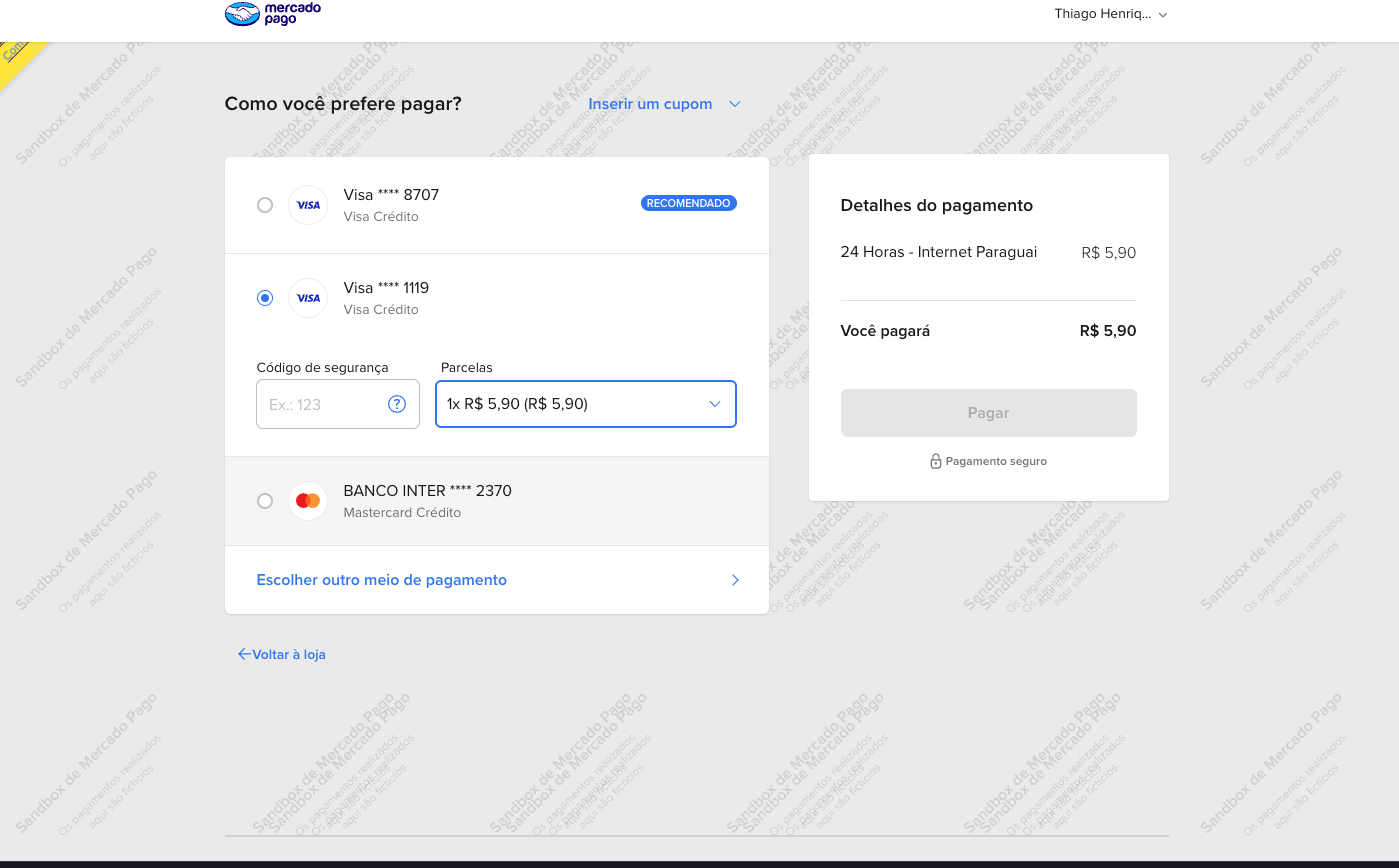 mercado
pago
Thiago Henriq...
Como você prefere pagar?
Inserir um cupom
VISA
Visa **** 8707
Visa Crédito
RECOMENDADO
VISA
Visa **** 1119
Visa Crédito
Código de segurança
Parcelas
Ex.: 123
?
1x R$ 5,90 (R$ 5,90)
BANCO INTER **** 2370
Mastercard Crédito
Escolher outro meio de pagamento
Voltar à loja
Detalhes do pagamento
24 Horas - Internet Paraguai R$ 5,90
Você pagará R$ 5,90
Pagar
Pagamento seguro
Sandbox de Mercado Pago
Os pagamentos realizados
aqui são fictícios